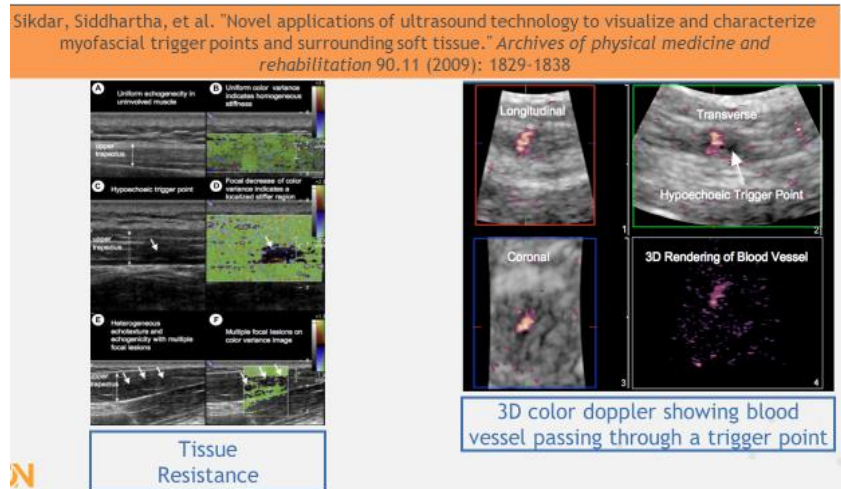 Sikdar, Siddhartha, et al. "Novel applications of ultrasound technology to visualize and characterize
myofascial trigger points and surrounding soft tissue." Archives of physical medicine and
rehabilitation 90.11 (2009): 1829-1838
A
Uniform echogenicity in
uninvolved muscle
B
Uniform color variance
indicates homogeneous
stiffness
upper
trapezius
C
Hypoechoeic trigger point
D
Focal decrease of color
variance indicates a
localized stiffer region
upper
trapezius
E
Heterogeneous
echotexture and
echogenicity with multiple
focal lesions
F
Multiple focal lesions on
color variance image
upper
trapezius
Tissue
Resistance
Longitudinal
1
Transverse
Hypoechoeic Trigger Point
2
Coronal
3
3D Rendering of Blood Vessel
4
3D color doppler showing blood
vessel passing through a trigger point